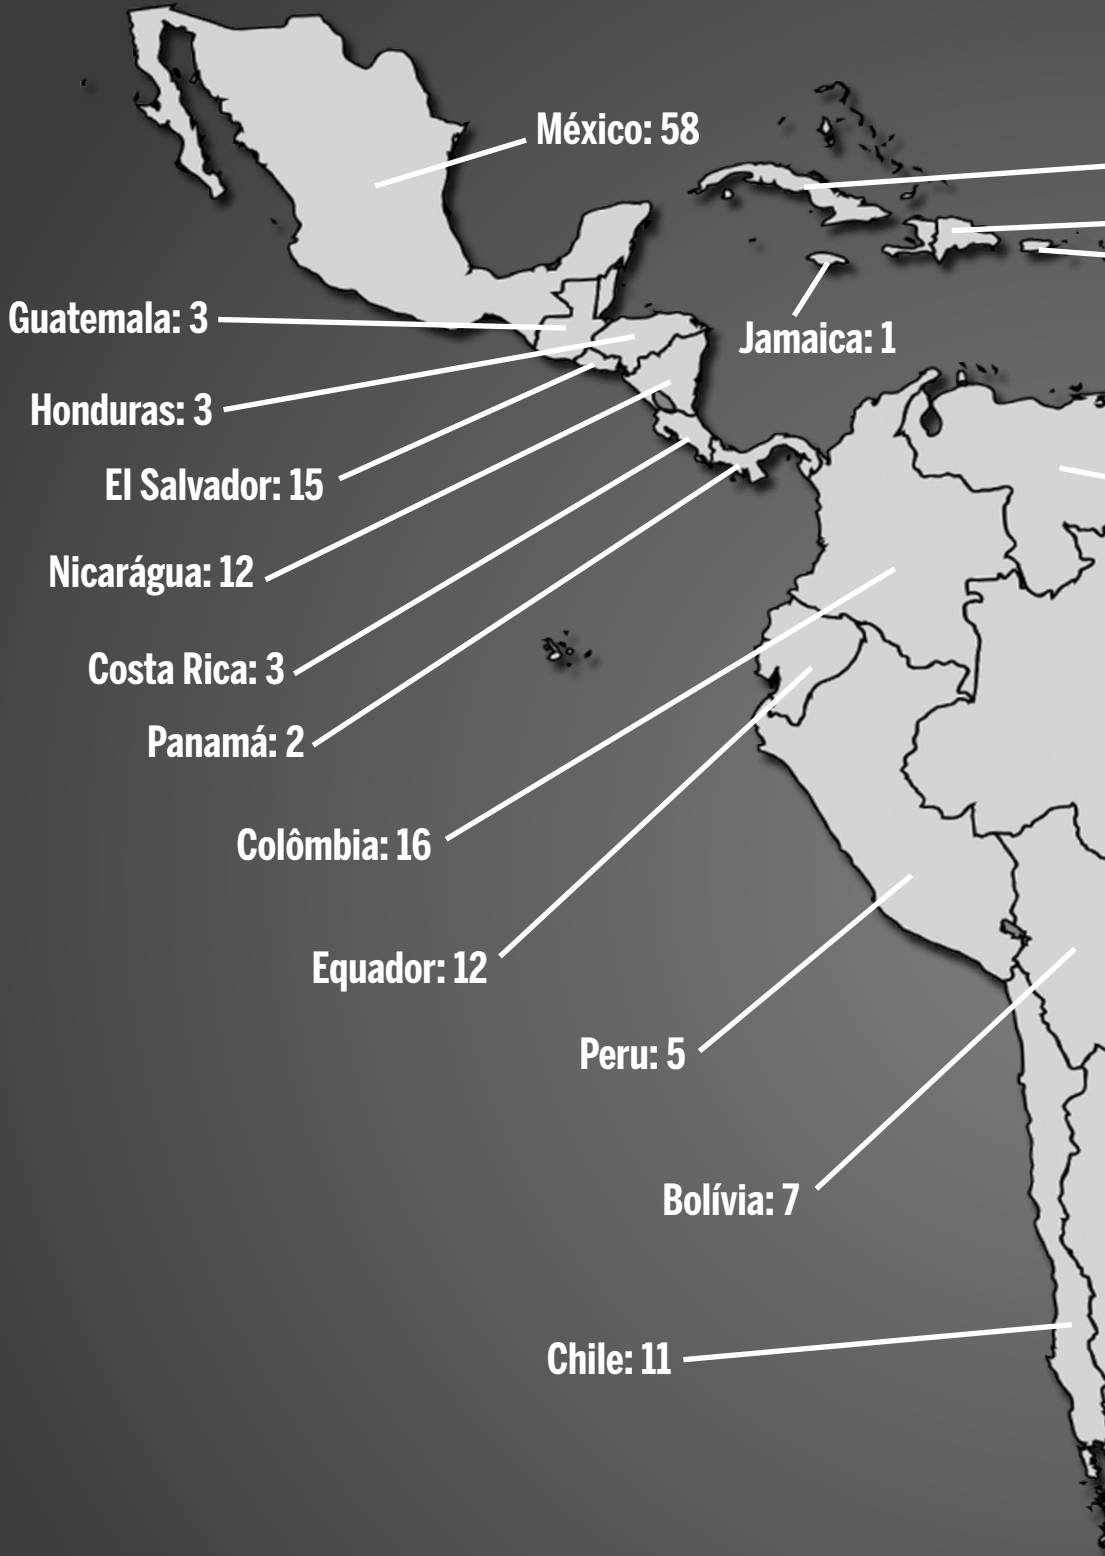 México: 58
Guatemala: 3
Jamaica: 1
Honduras: 3
El Salvador: 15
Nicarágua: 12
Costa Rica: 3
Panamá: 2
Colômbia: 16
Equador: 12
Peru: 5
Bolívia: 7
Chile: 11